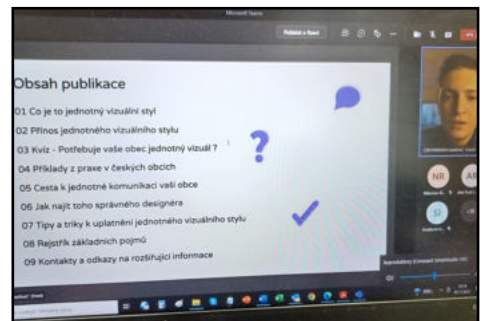 Microsoft Teams
Obsah publikace
01 Co je to jednotný vizuální styl
02 Přínos jednotného vizuálního stylu
03 Kvíz - Potřebuje vaše obec jednotný vizuál ?
?
04 Příklady z praxe v českých obcích
05 Cesta k jednotné komunikaci vaší obce
06 Jak najít toho správného designéra
07 Tipy a triky k uplatnění jednotného vizuálního stylu
08 Rejstřík základních pojmů
09 Kontakty a odkazy na rozšiřující informace
NR
SI